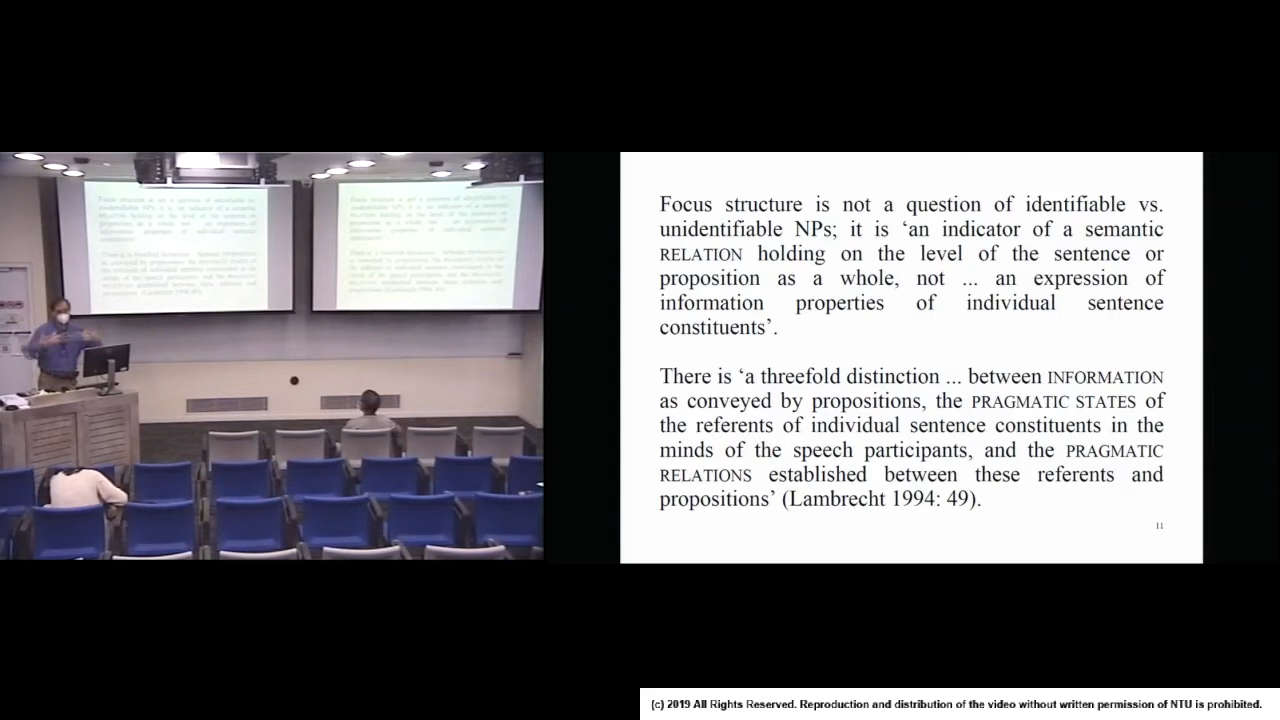 Focus structure is not a question of identifiable vs.
unidentifiable NPs; it is ‘an indicator of a semantic
RELATION holding on the level of the sentence or
proposition as a whole, not ... an expression of
information properties of individual sentence
constituents’.
There is ‘a threefold distinction ... between INFORMATION
as conveyed by propositions, the PRAGMATIC STATES of
the referents of individual sentence constituents in the
minds of the speech participants, and the PRAGMATIC
RELATIONS established between these referents and
propositions’ (Lambrecht 1994: 49).
11
(c) 2019 All Rights Reserved. Reproduction and distribution of the video without written permission of NTU is prohibited.